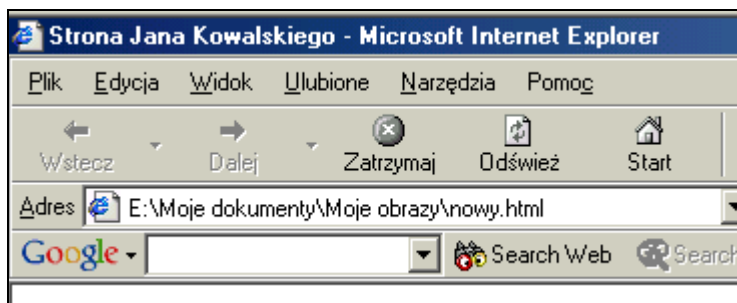 Strona Jana Kowalskiego - Microsoft Internet Explorer
Plik Edycja Widok Ulubione Narzędzia Pomoc
Wstecz Dalej Zatrzymaj Odśwież Start
Adres E:\Moje dokumenty\Moje obrazy\nowy.html
Google Search Web Search